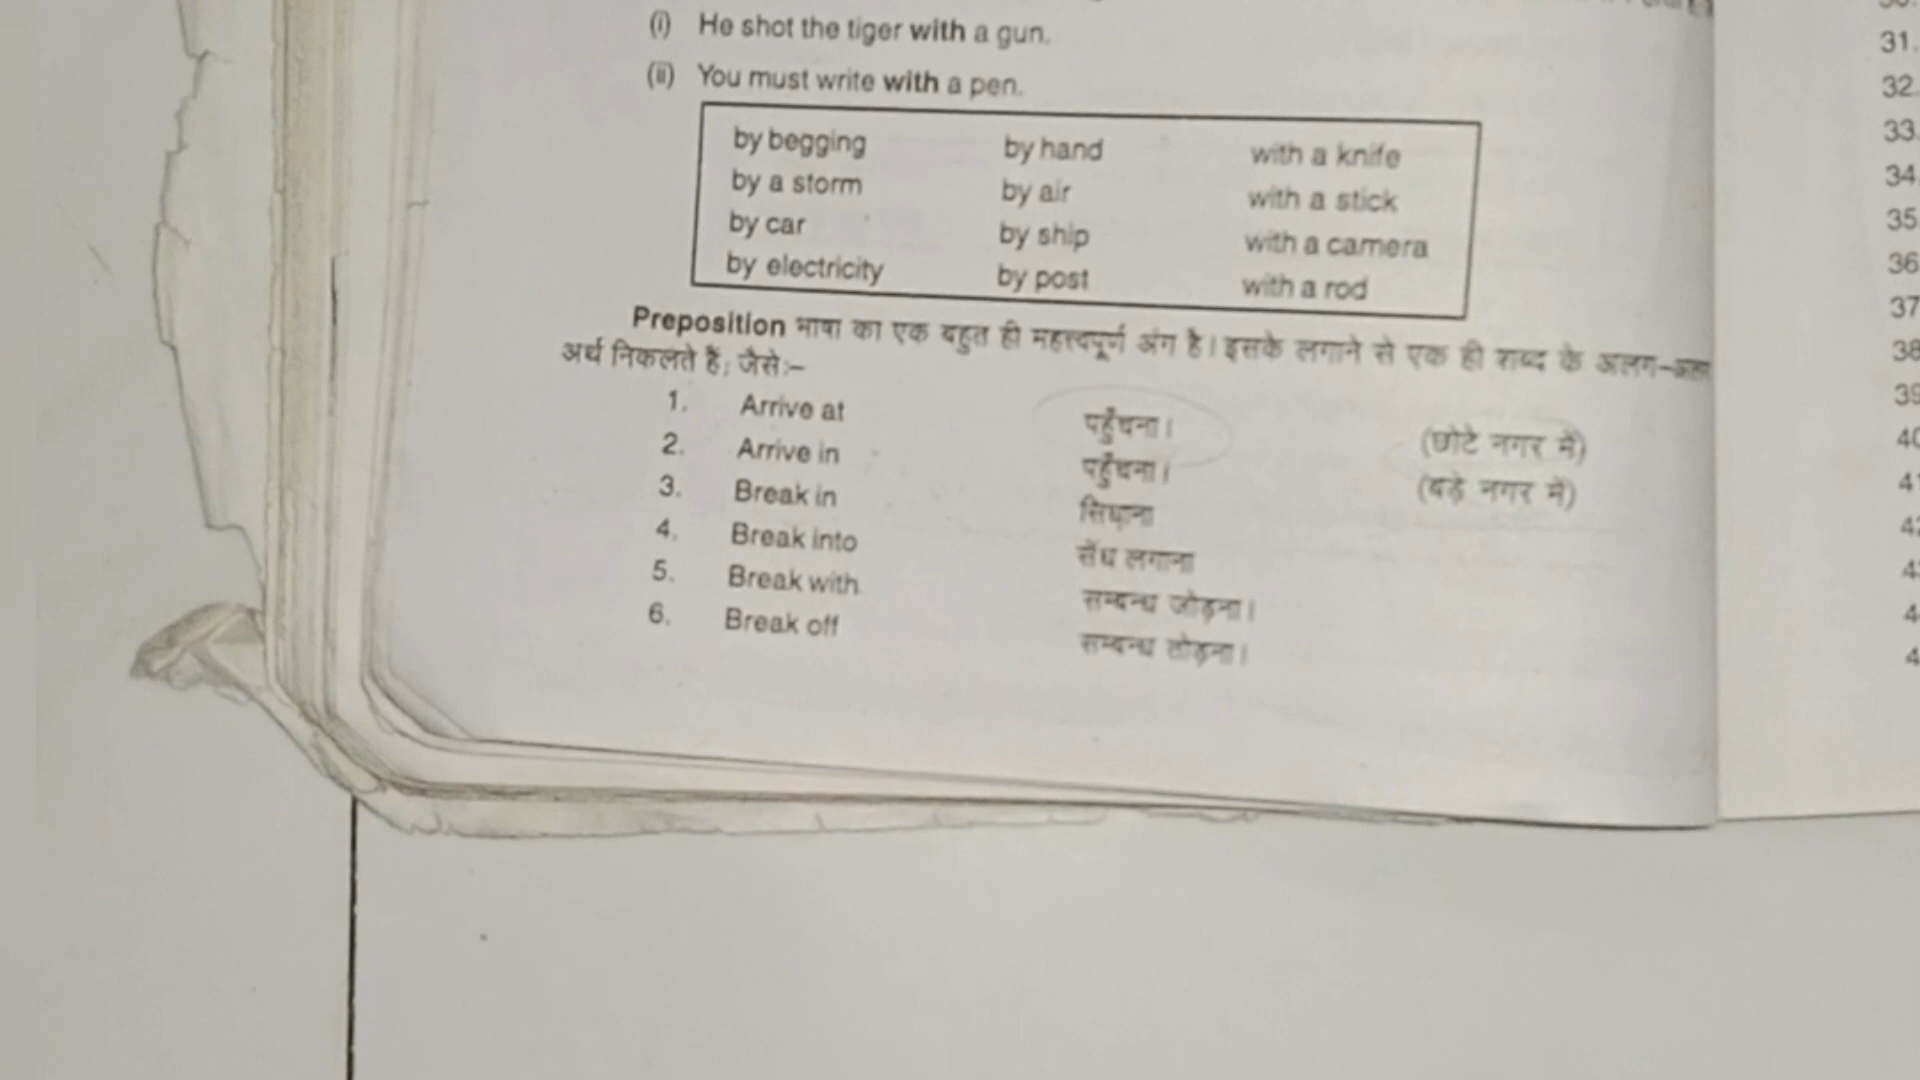 (i) He shot the tiger with a gun.
(ii) You must write with a pen.
by begging by hand with a knife
by a storm by air with a stick
by car by ship with a camera
by electricity by post with a rod
Preposition भाषा का एक बहुत ही महत्त्वपूर्ण अंग है। इसके लगाने से एक ही शब्द के अलग-अलग
अर्थ निकलते हैं; जैसे:–
1. Arrive at पहुँचना। (छोटे नगर में)
2. Arrive in पहुँचना। (बड़े नगर में)
3. Break in सिधाना
4. Break into सेंध लगाना
5. Break with सम्बन्ध जोड़ना।
6. Break off सम्बन्ध तोड़ना।
31.
32.
33.
34.
35
36
37
38